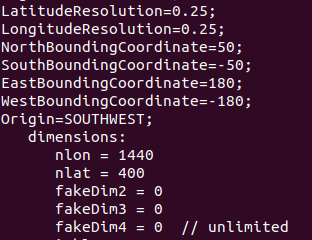 LatitudeResolution=0.25;
LongitudeResolution=0.25;
NorthBoundingCoordinate=50;
SouthBoundingCoordinate=-50;
EastBoundingCoordinate=180;
WestBoundingCoordinate=-180;
Origin=SOUTHWEST;
dimensions:
nlon = 1440
nlat = 400
fakeDim2 = 0
fakeDim3 = 0
fakeDim4 = 0  // unlimited